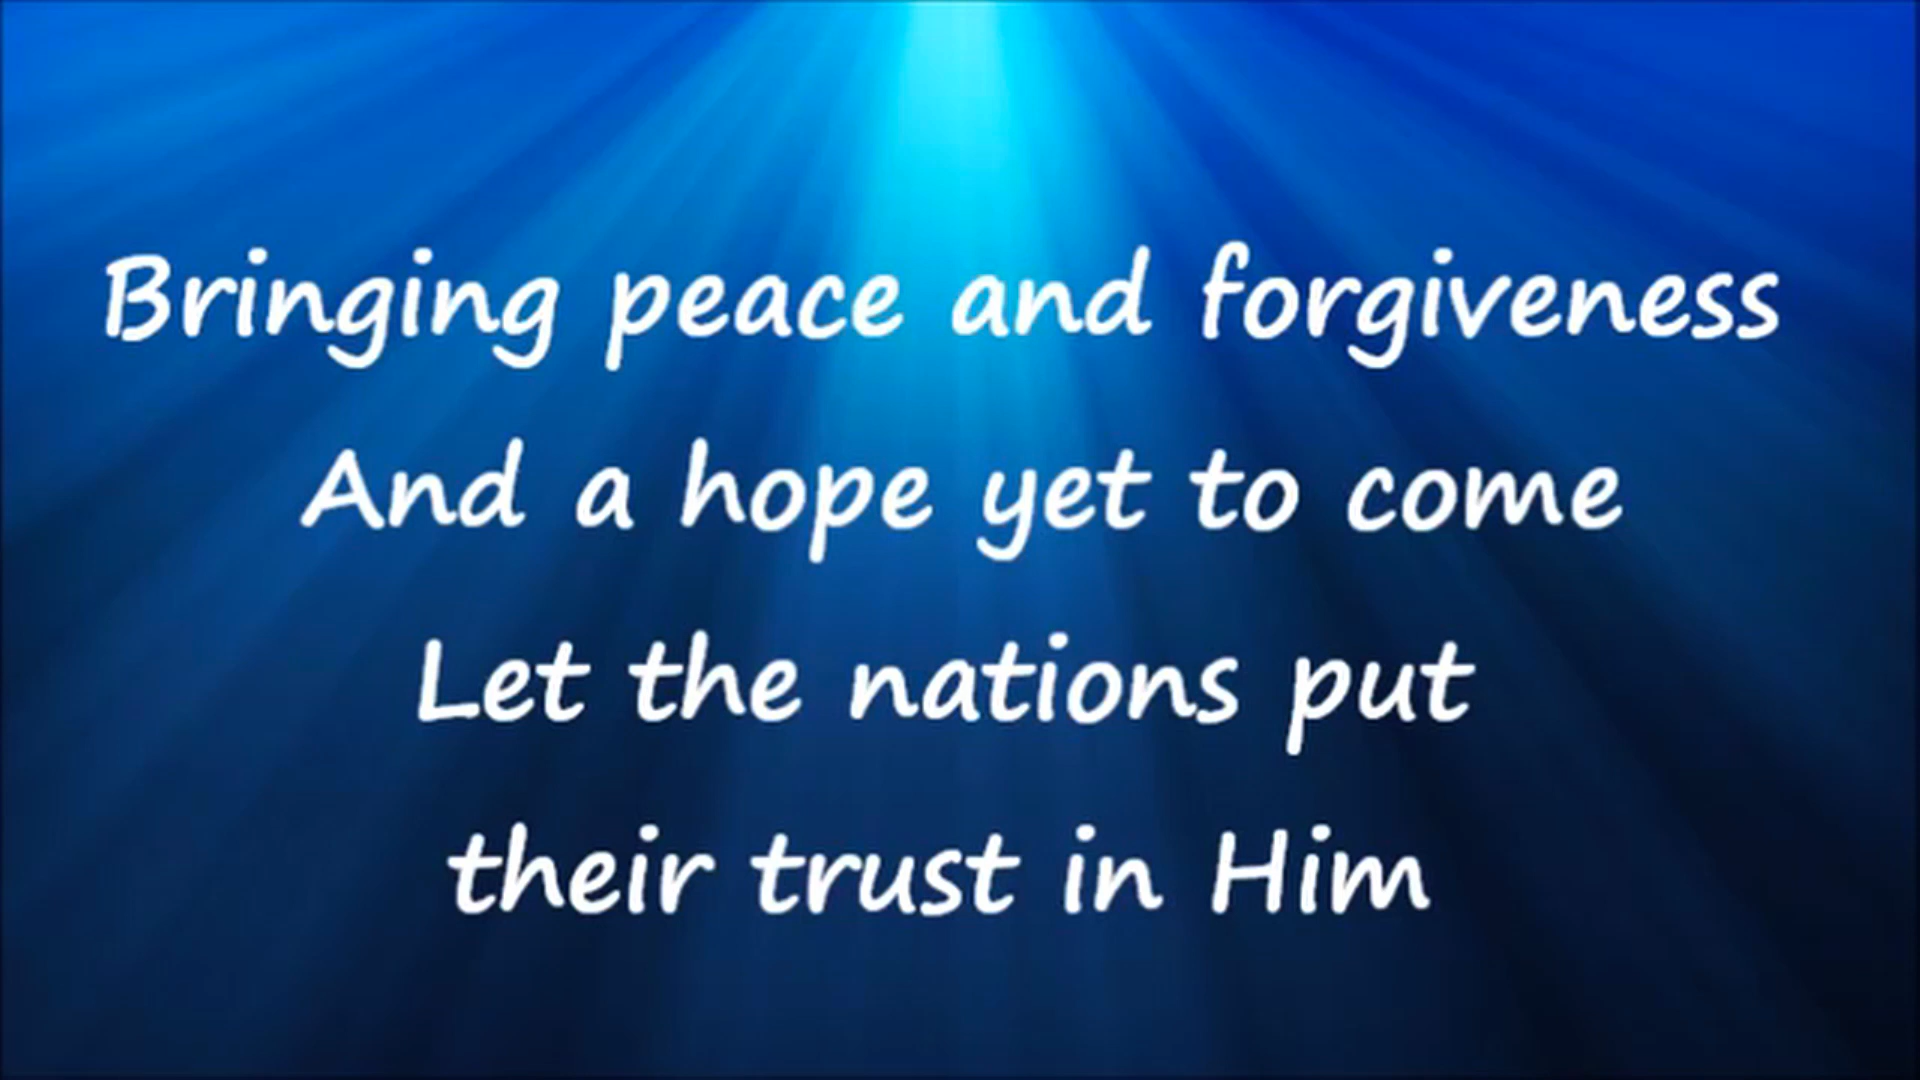 Bringing peace and forgiveness
And a hope yet to come
Let the nations put
their trust in Him